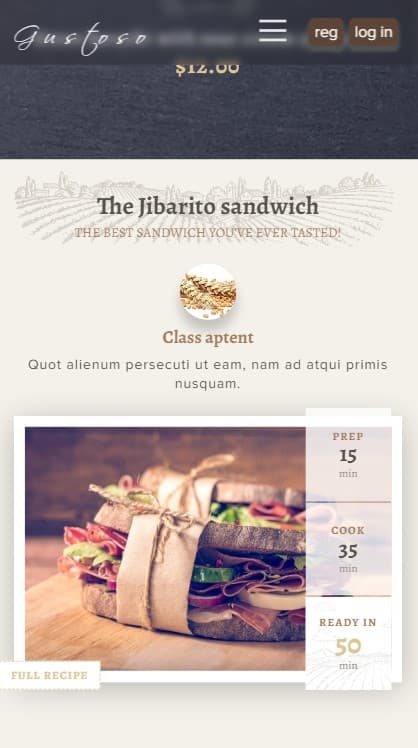 Gustoso
reg
log in
$12.00
The Jibarito sandwich
THE BEST SANDWICH YOU'VE EVER TASTED!
Class aptent
Quot alienum persecuti ut eam, nam ad atqui primis
nusquam.
PREP
15
min
COOK
35
min
READY IN
50
min
FULL RECIPE